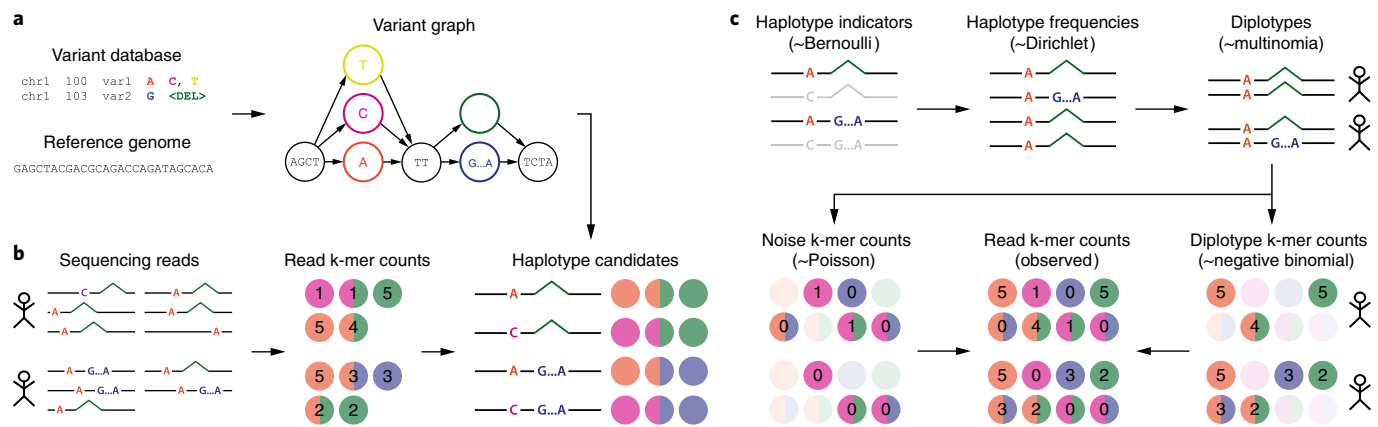 a
Variant database
chr1 100 var1 A C, T
chr1 103 var2 G <DEL>
Reference genome
GAGCTACGACGCAGACCAGATAGCACA
Variant graph
T
C
AGCT A TT G...A TCTA
b
Sequencing reads
C A
A A
A A
A G...A A
A G...A A G...A
A
Read k-mer counts
1 1 5
5 4
5 3 3
2 2
Haplotype candidates
A
C
A G...A
C G...A
c
Haplotype indicators
(~Bernoulli)
A
C
A G...A
C G...A
Haplotype frequencies
(~Dirichlet)
A
A G...A
A
A
Diplotypes
(~multinomia)
A
A
A
A G...A
Noise k-mer counts
(~Poisson)
1 0
0 1 0
0
0 0
Read k-mer counts
(observed)
5 1 0 5
0 4 1 0
5 0 3 2
3 2 0 0
Diplotype k-mer counts
(~negative binomial)
5 5
4
5 3 2
3 2